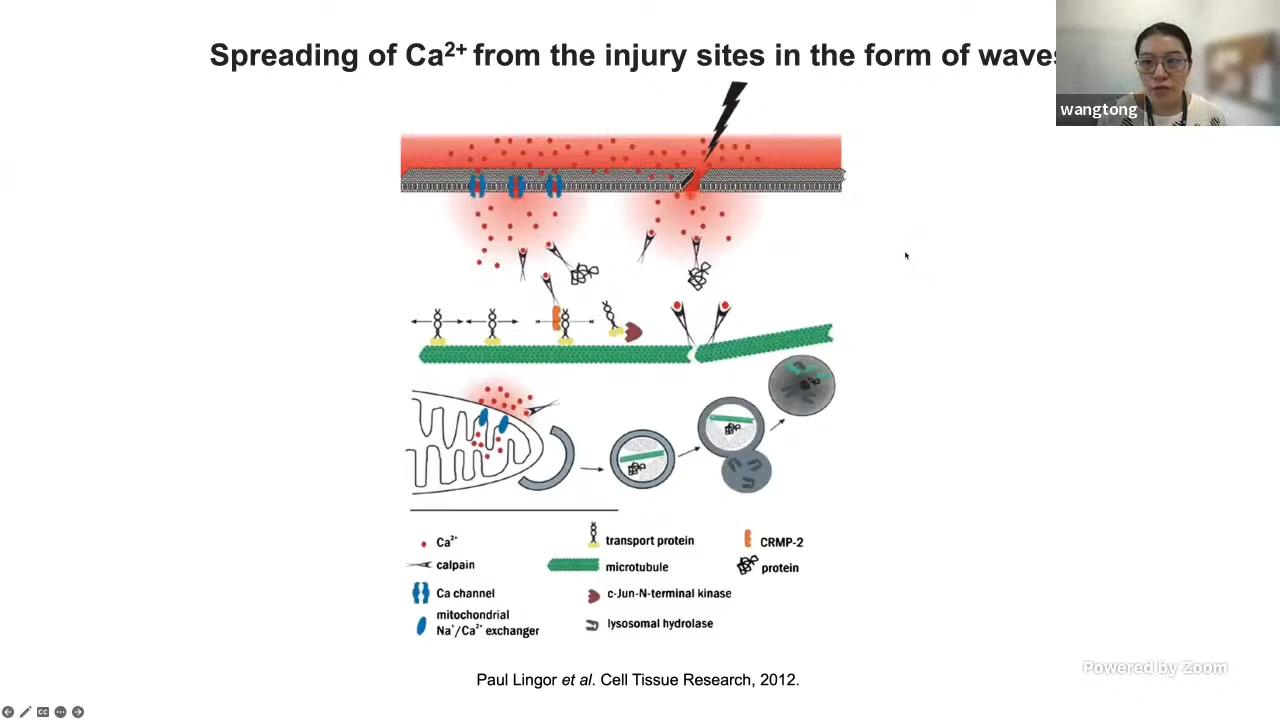 Spreading of Ca²⁺ from the injury sites in the form of waves
wangtong
Ca²⁺
transport protein
CRMP-2
calpain
microtubule
protein
Ca channel
c-Jun-N-terminal kinase
mitochondrial
Na⁺/Ca²⁺ exchanger
lysosomal hydrolase
Powered by Zoom
Paul Lingor et al. Cell Tissue Research, 2012.
CC